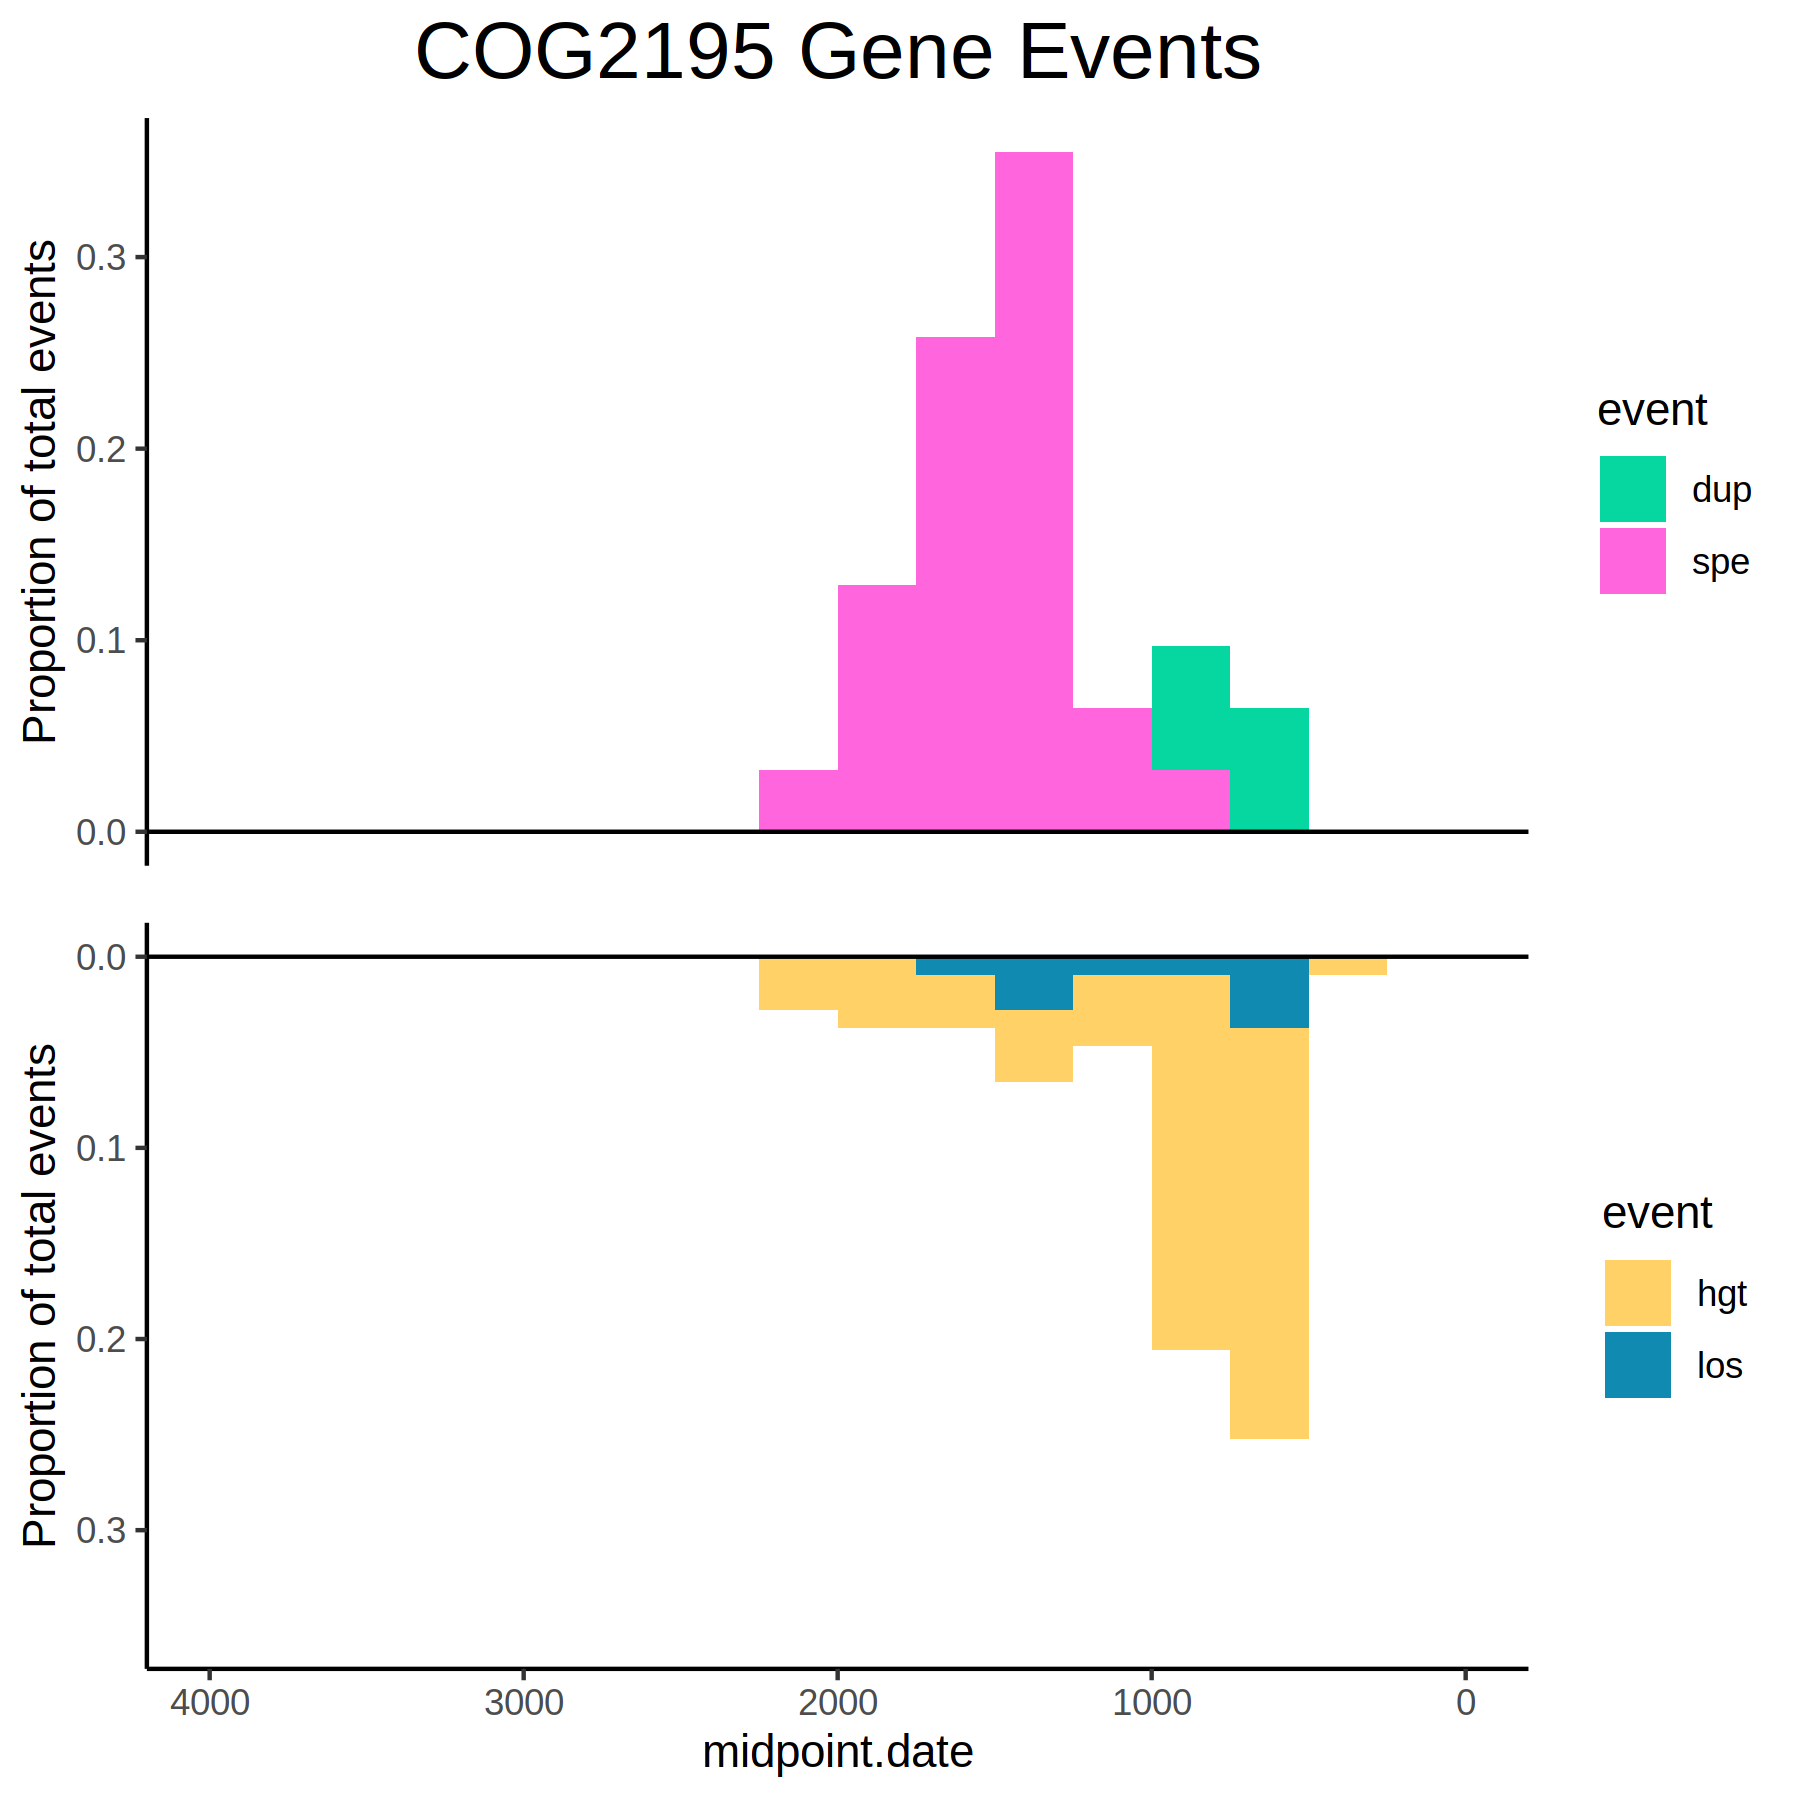 COG2195 Gene Events
Proportion of total events
0.3
0.2
0.1
0.0
event
dup
spe
Proportion of total events
0.0
0.1
0.2
0.3
event
hgt
los
4000 3000 2000 1000 0
midpoint.date